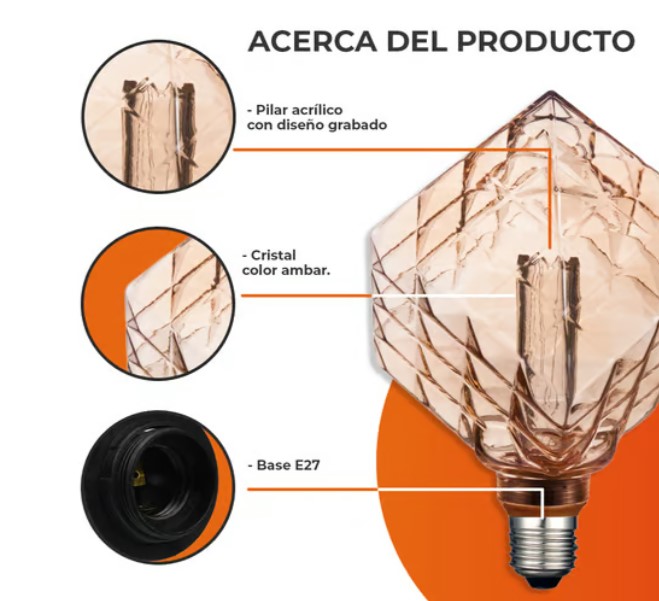 ACERCA DEL PRODUCTO
- Pilar acrílico
con diseño grabado
- Cristal
color ambar.
- Base E27